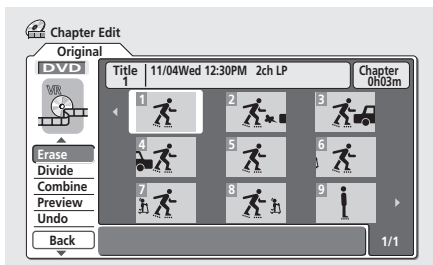 Chapter Edit
Original
DVD
VR
Title 11/04Wed 12:30PM 2ch LP
1
Chapter
0h03m
1 2 3
4 5 6
7 8 9
Erase
Divide
Combine
Preview
Undo
Back
1/1